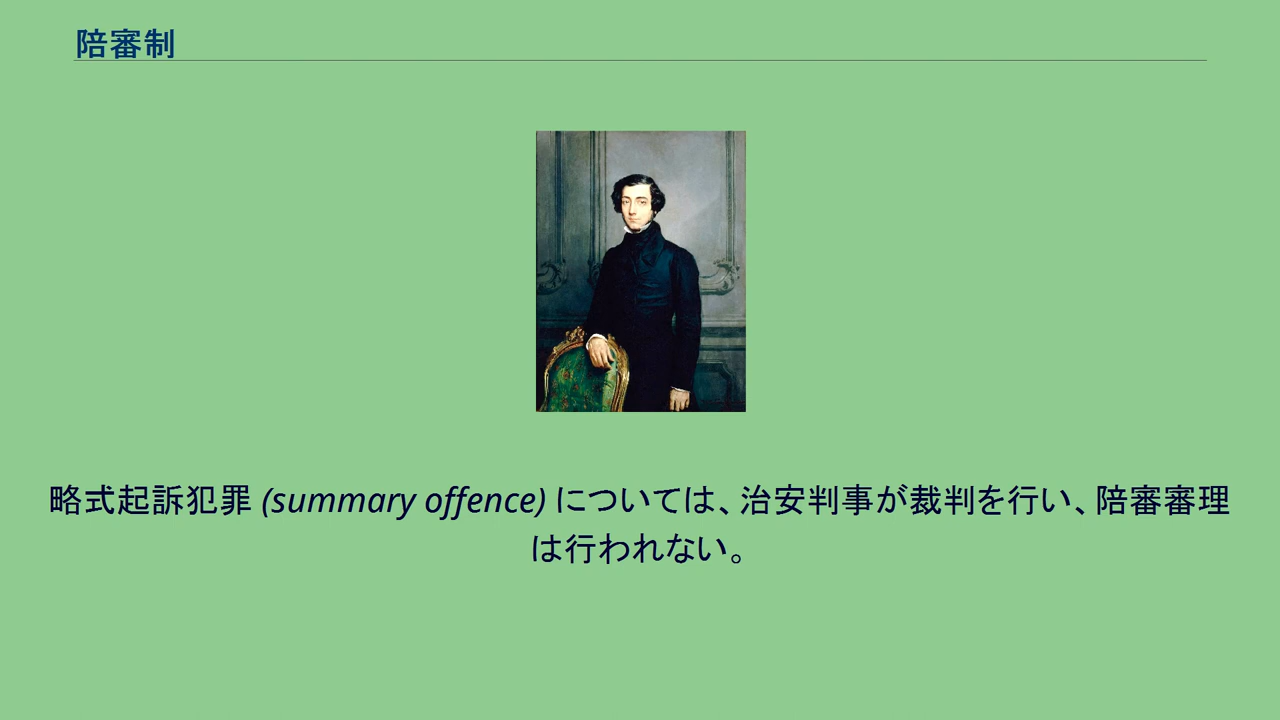 陪審制
略式起訴犯罪 (summary offence) については、治安判事が裁判を行い、陪審審理
は行われない。